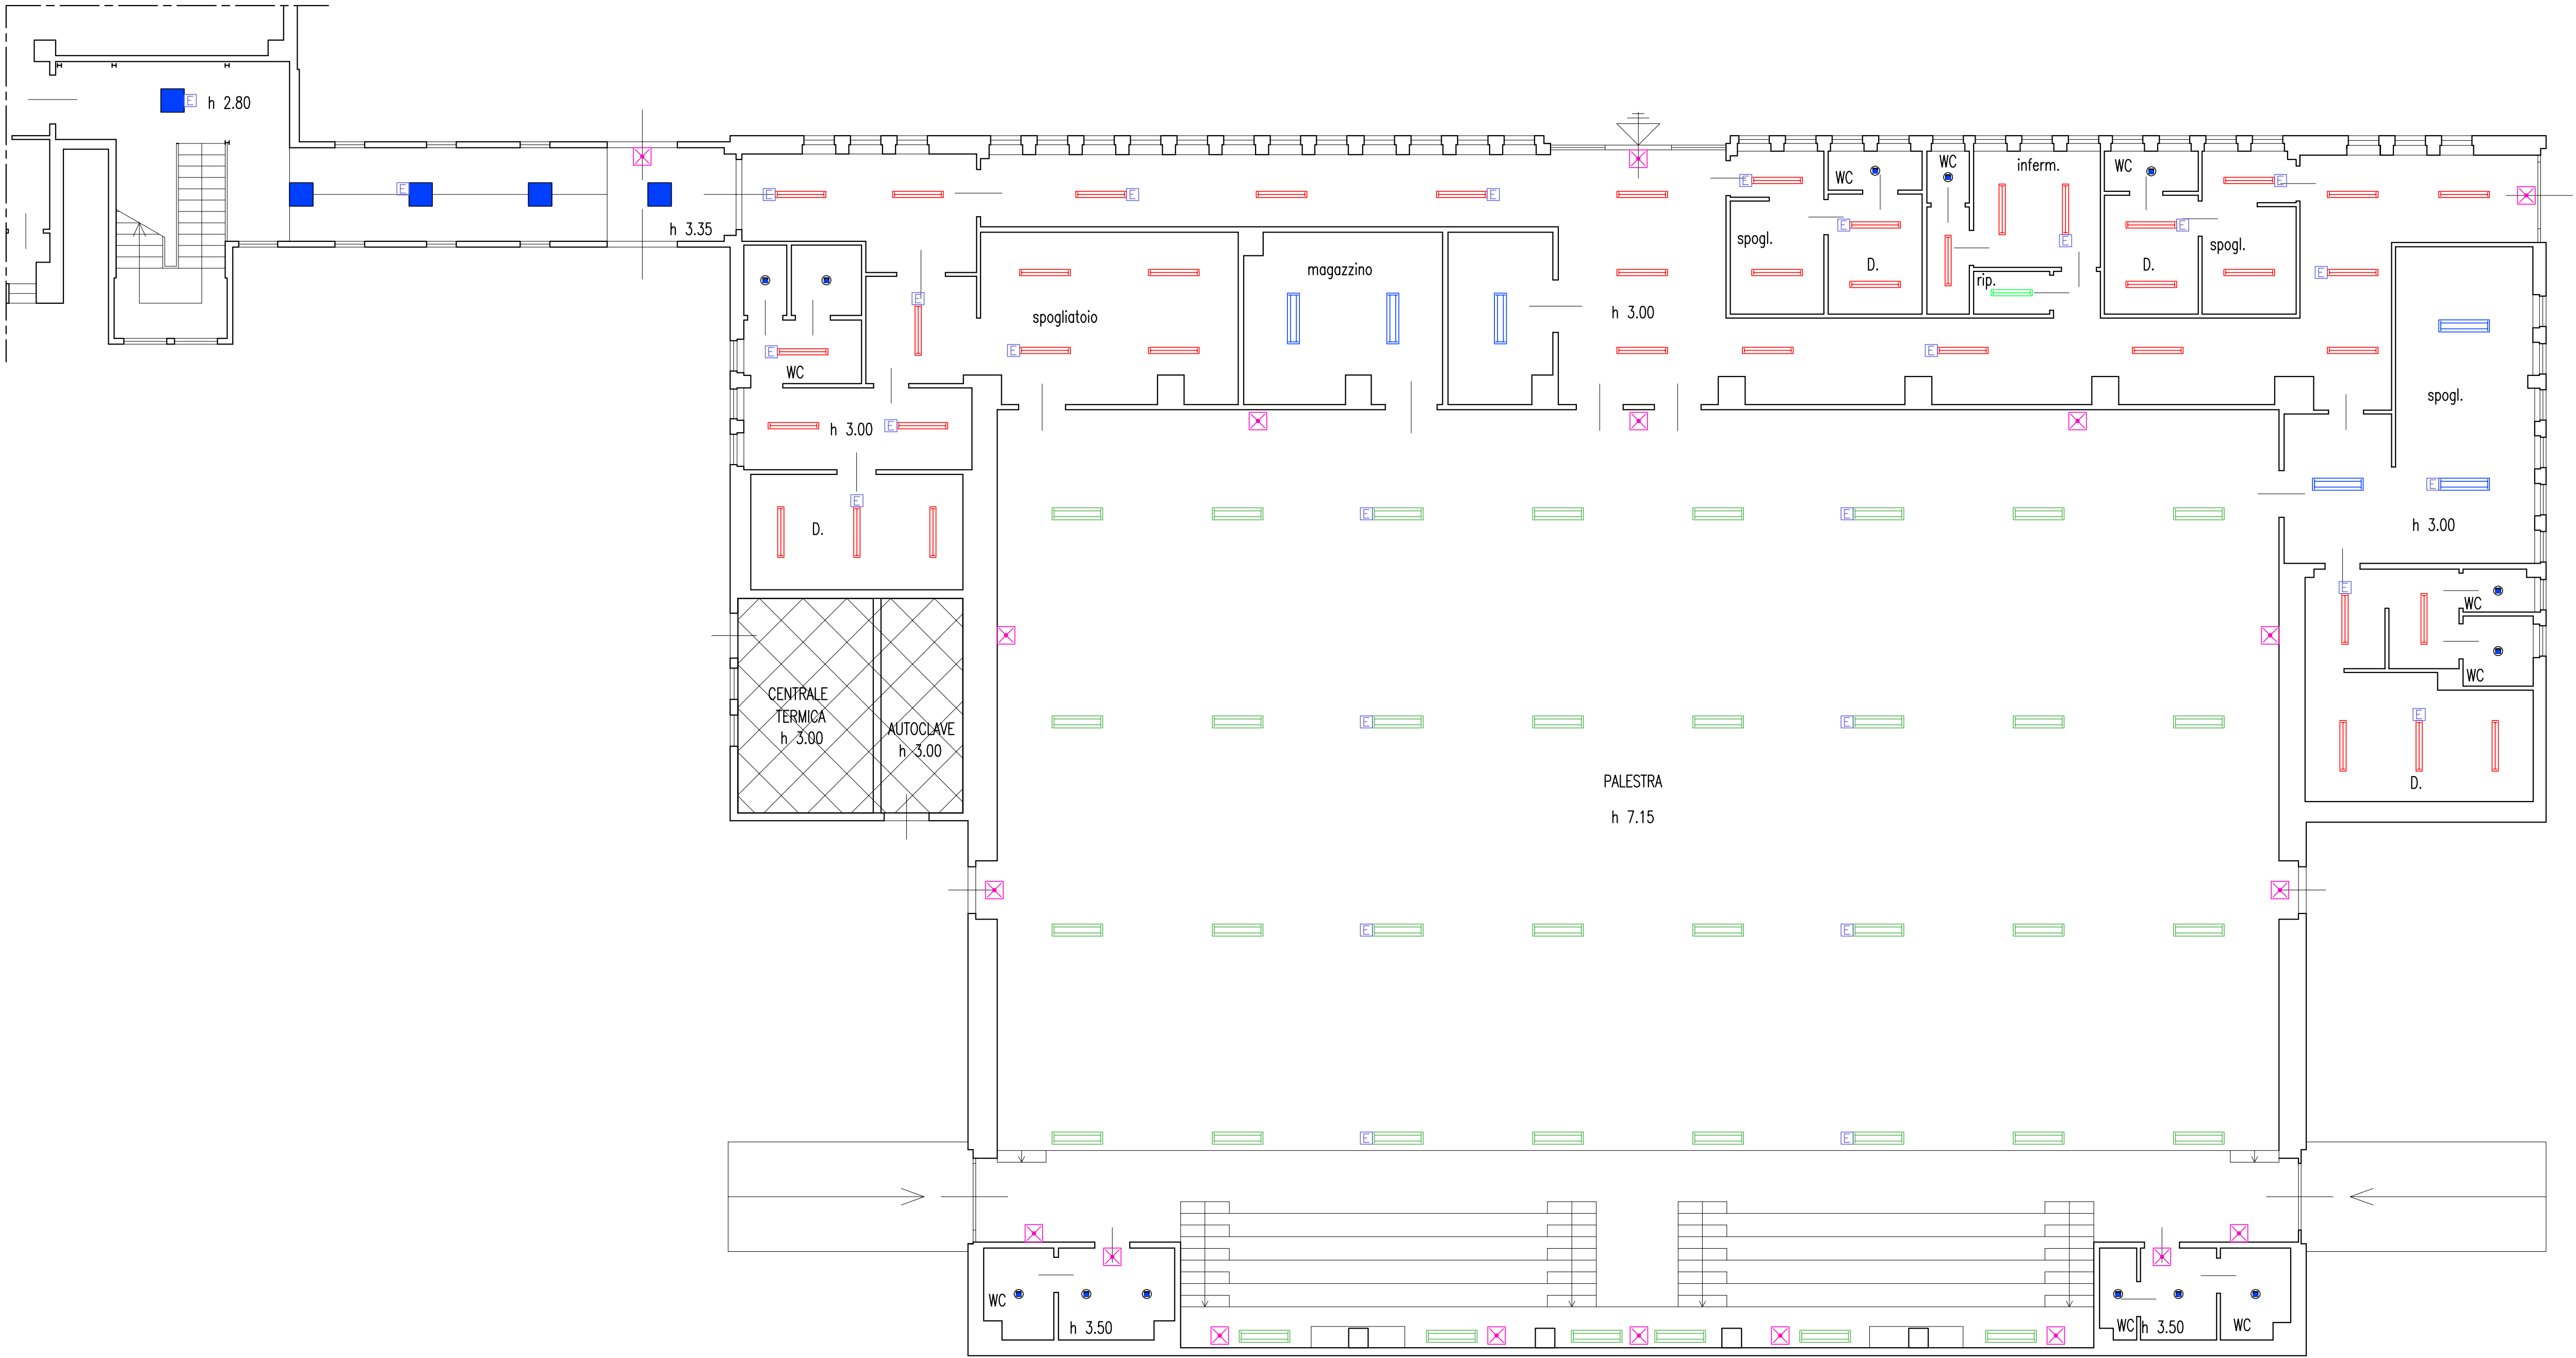 E
h 2.80
E
h 3.35
E
E
E
E
WC
WC
inferm.
WC
E
spogl.
E
D.
E
rip.
D.
E
spogl.
E
E
magazzino
spogliatoio
h 3.00
E
E
WC
E
E
spogl.
h 3.00
E
E
D.
E
E
E
h 3.00
E
WC
WC
CENTRALE
TERMICA
h 3.00
AUTOCLAVE
h 3.00
E
E
E
D.
PALESTRA
h 7.15
E
E
E
E
WC
h 3.50
WC
h 3.50
WC